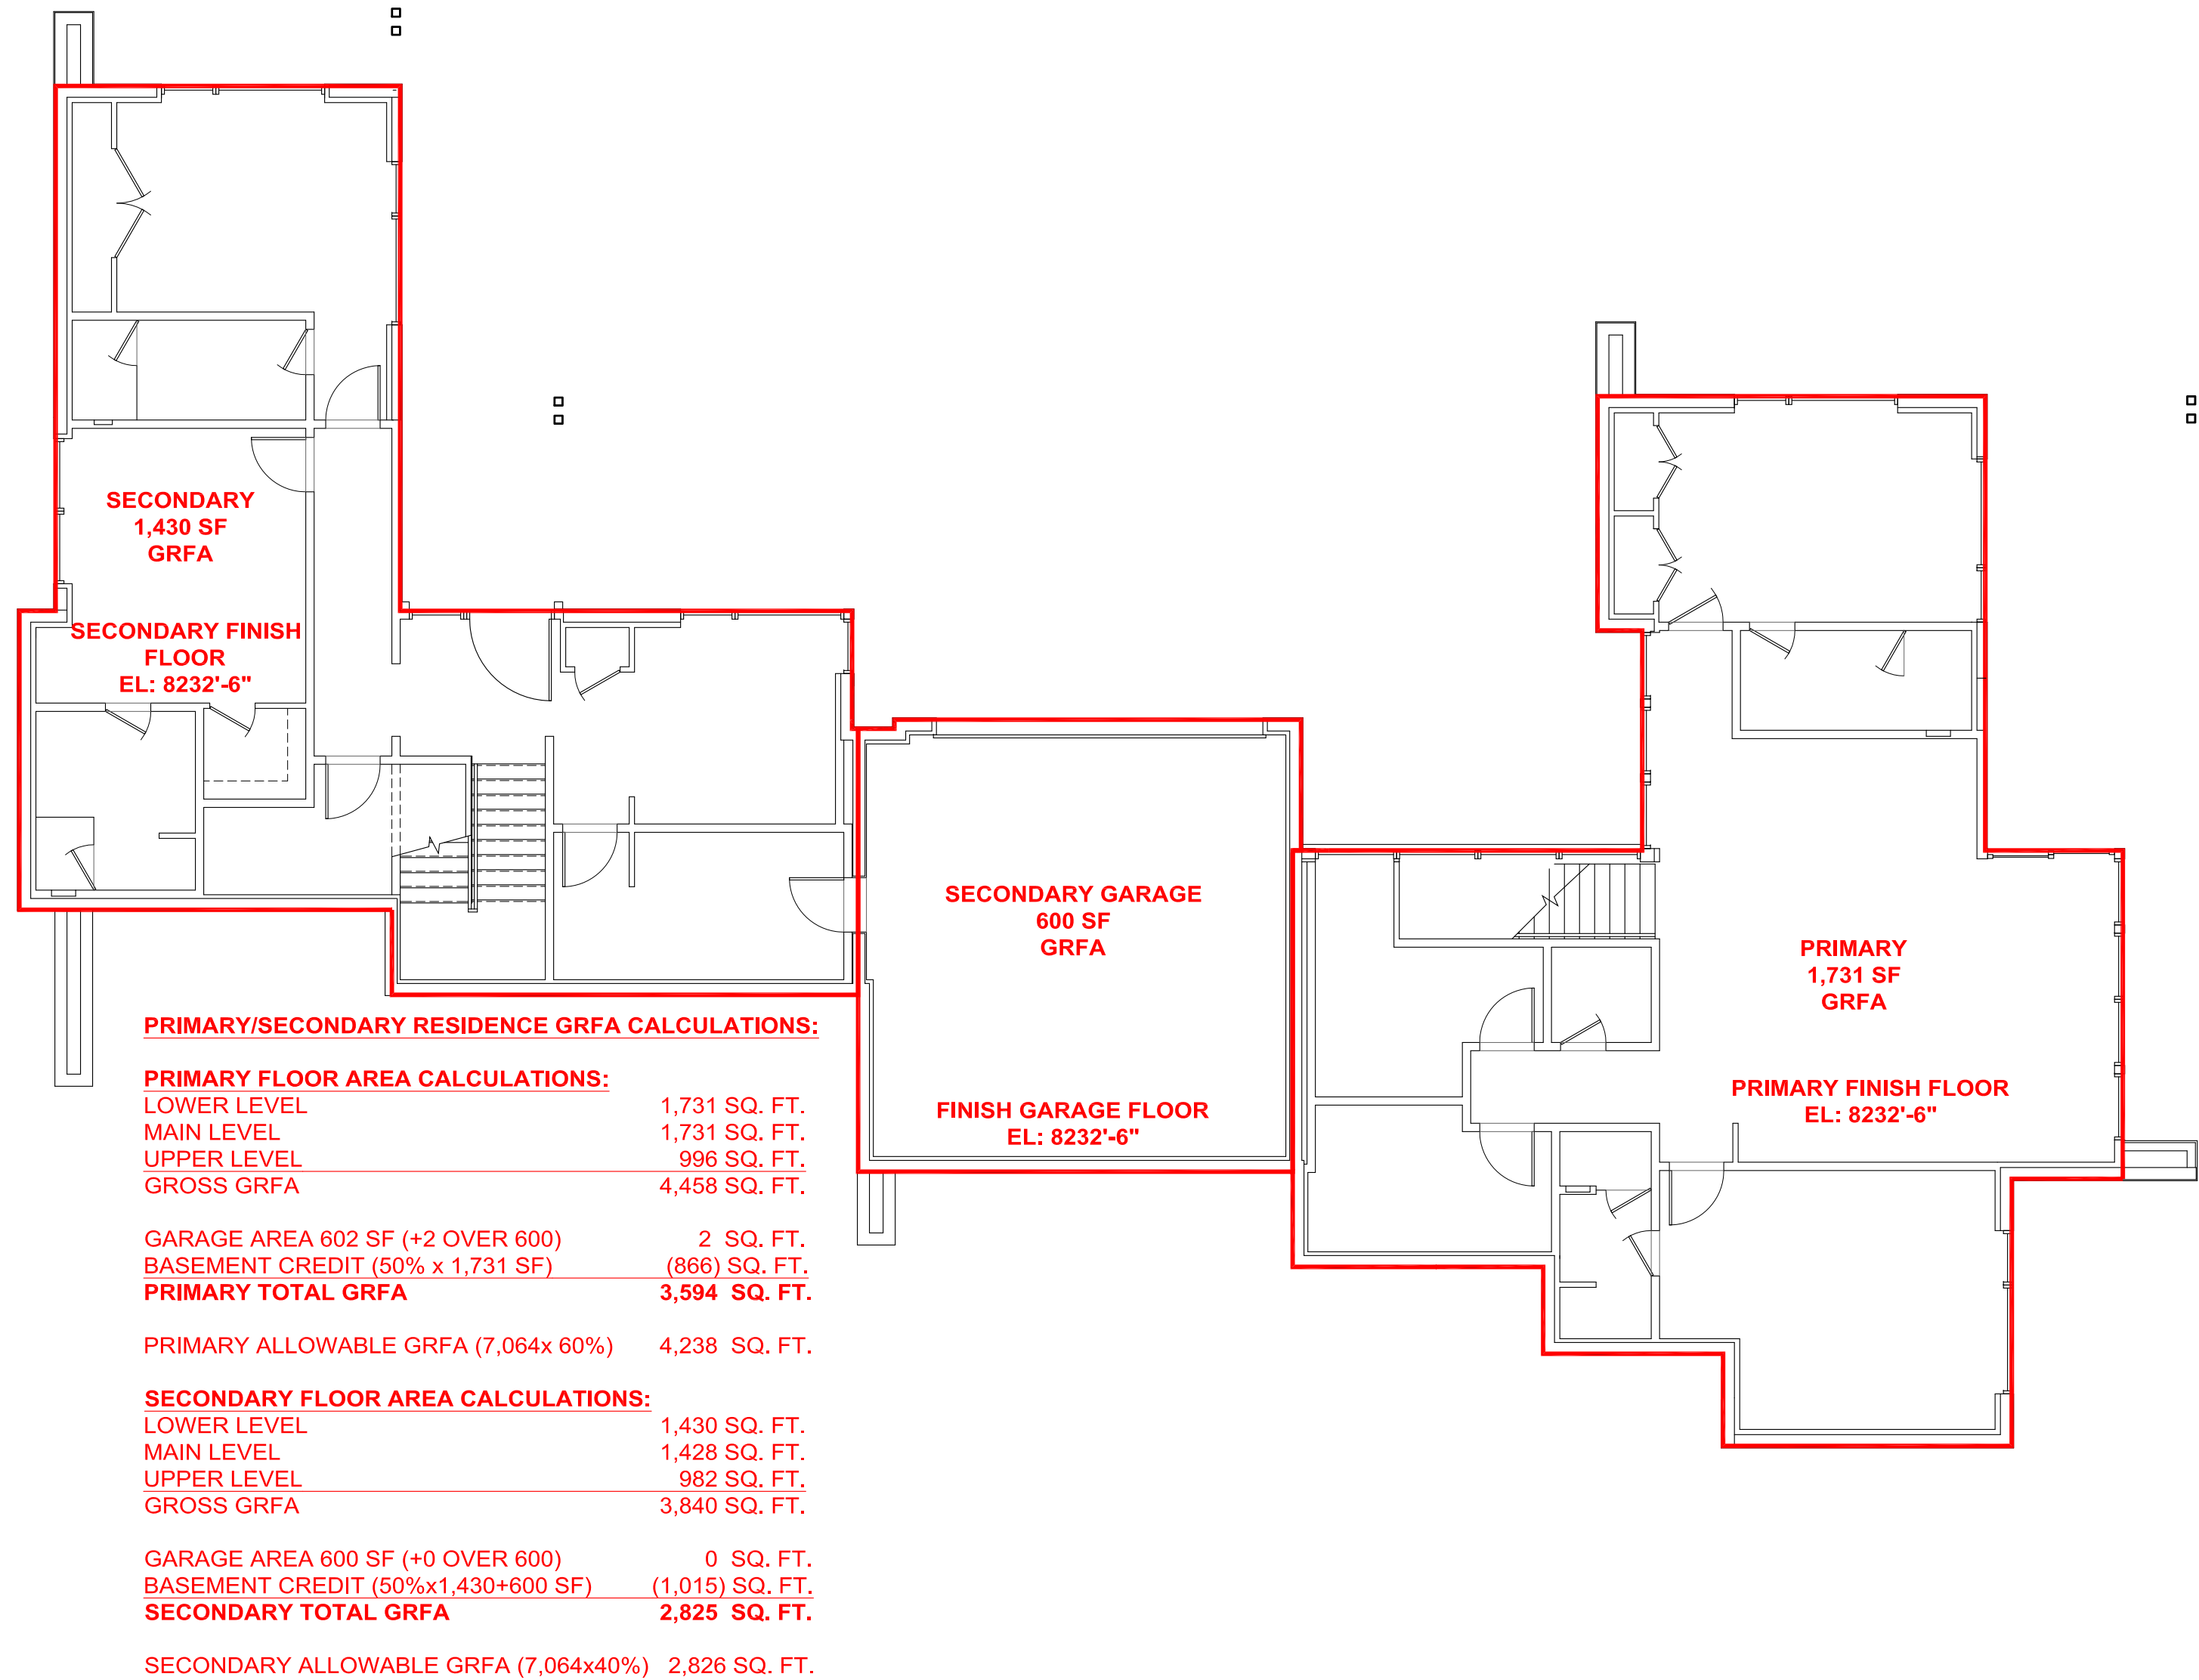 SECONDARY
1,430 SF
GRFA
SECONDARY FINISH
FLOOR
EL: 8232'-6"
SECONDARY GARAGE
600 SF
GRFA
FINISH GARAGE FLOOR
EL: 8232'-6"
PRIMARY
1,731 SF
GRFA
PRIMARY FINISH FLOOR
EL: 8232'-6"
PRIMARY/SECONDARY RESIDENCE GRFA CALCULATIONS:
PRIMARY FLOOR AREA CALCULATIONS:
LOWER LEVEL 1,731 SQ. FT.
MAIN LEVEL 1,731 SQ. FT.
UPPER LEVEL 996 SQ. FT.
GROSS GRFA 4,458 SQ. FT.
GARAGE AREA 602 SF (+2 OVER 600) 2 SQ. FT.
BASEMENT CREDIT (50% x 1,731 SF) (866) SQ. FT.
PRIMARY TOTAL GRFA 3,594 SQ. FT.
PRIMARY ALLOWABLE GRFA (7,064x 60%) 4,238 SQ. FT.
SECONDARY FLOOR AREA CALCULATIONS:
LOWER LEVEL 1,430 SQ. FT.
MAIN LEVEL 1,428 SQ. FT.
UPPER LEVEL 982 SQ. FT.
GROSS GRFA 3,840 SQ. FT.
GARAGE AREA 600 SF (+0 OVER 600) 0 SQ. FT.
BASEMENT CREDIT (50%x1,430+600 SF) (1,015) SQ. FT.
SECONDARY TOTAL GRFA 2,825 SQ. FT.
SECONDARY ALLOWABLE GRFA (7,064x40%) 2,826 SQ. FT.